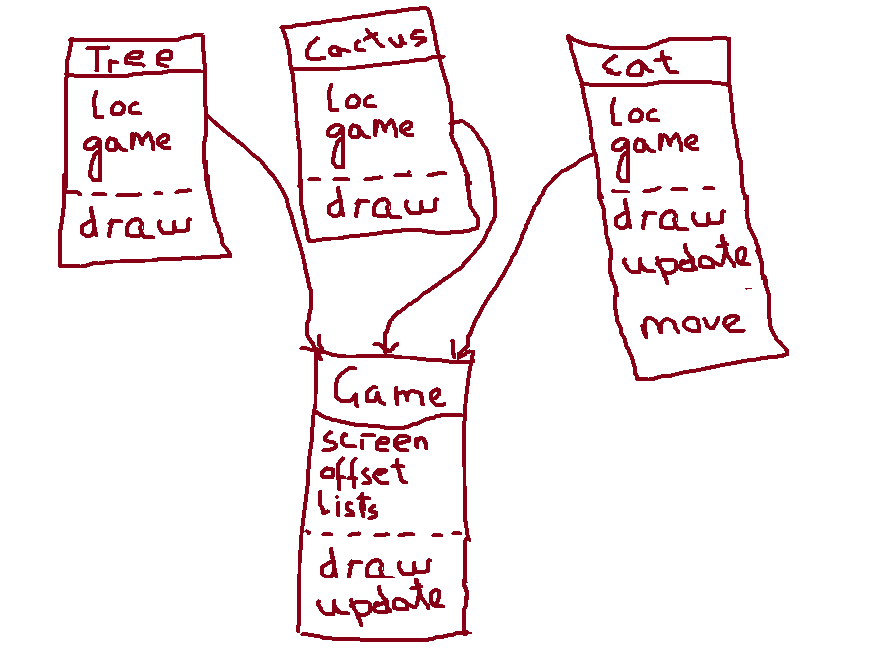 Tree
loc
game
draw
Cactus
loc
game
draw
cat
loc
game
draw
update
move
Game
screen
offset
lists
draw
update